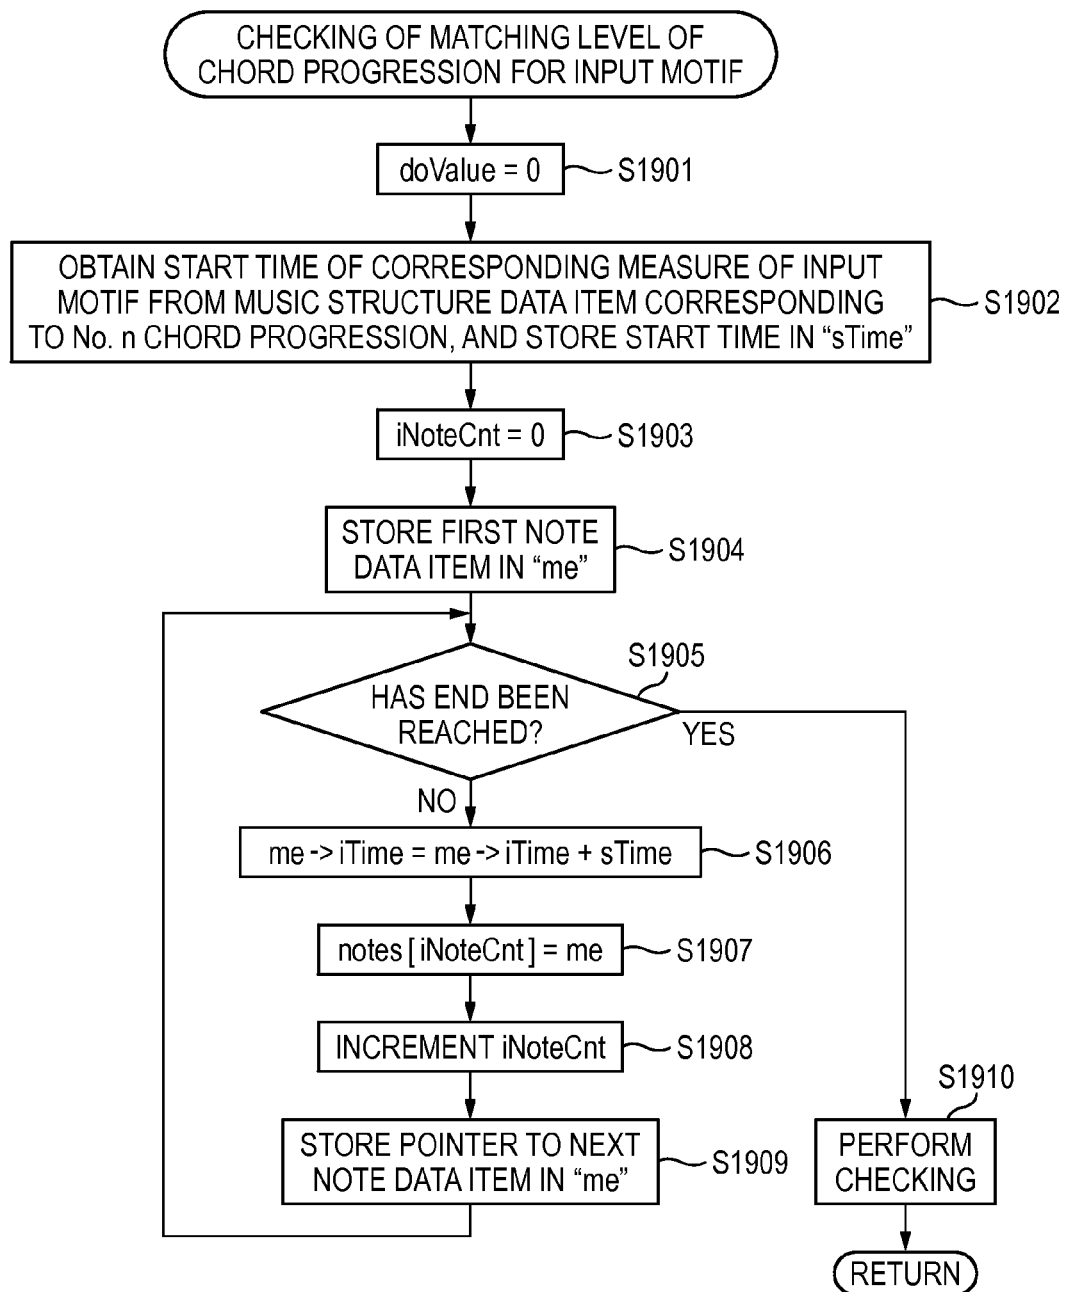 CHECKING OF MATCHING LEVEL OF
CHORD PROGRESSION FOR INPUT MOTIF
doValue = 0
S1901
OBTAIN START TIME OF CORRESPONDING MEASURE OF INPUT
MOTIF FROM MUSIC STRUCTURE DATA ITEM CORRESPONDING
TO No. n CHORD PROGRESSION, AND STORE START TIME IN “sTime”
S1902
iNoteCnt = 0
S1903
STORE FIRST NOTE
DATA ITEM IN “me”
S1904
S1905
HAS END BEEN
REACHED?
YES
NO
me -> iTime = me -> iTime + sTime
S1906
notes [ iNoteCnt ] = me
S1907
INCREMENT iNoteCnt
S1908
STORE POINTER TO NEXT
NOTE DATA ITEM IN “me”
S1909
S1910
PERFORM
CHECKING
RETURN